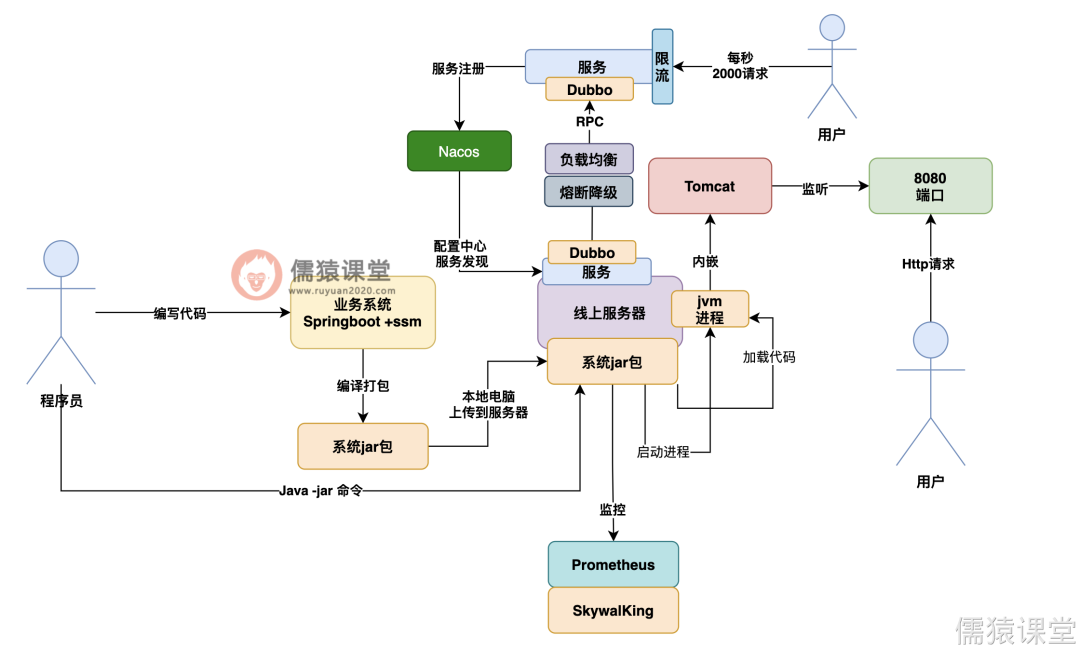 服务注册
服务
Dubbo
限
流
每秒
2000请求
用户
RPC
Nacos
负载均衡
熔断降级
Tomcat
监听
8080
端口
配置中心
服务发现
Dubbo
服务
内嵌
Http请求
儒猿课堂
www.ruyuan2020.com
编写代码
业务系统
Springboot +ssm
线上服务器
jvm
进程
系统jar包
加载代码
程序员
编译打包
本地电脑
上传到服务器
系统jar包
启动进程
用户
Java -jar 命令
监控
Prometheus
SkywalKing
儒猿课堂